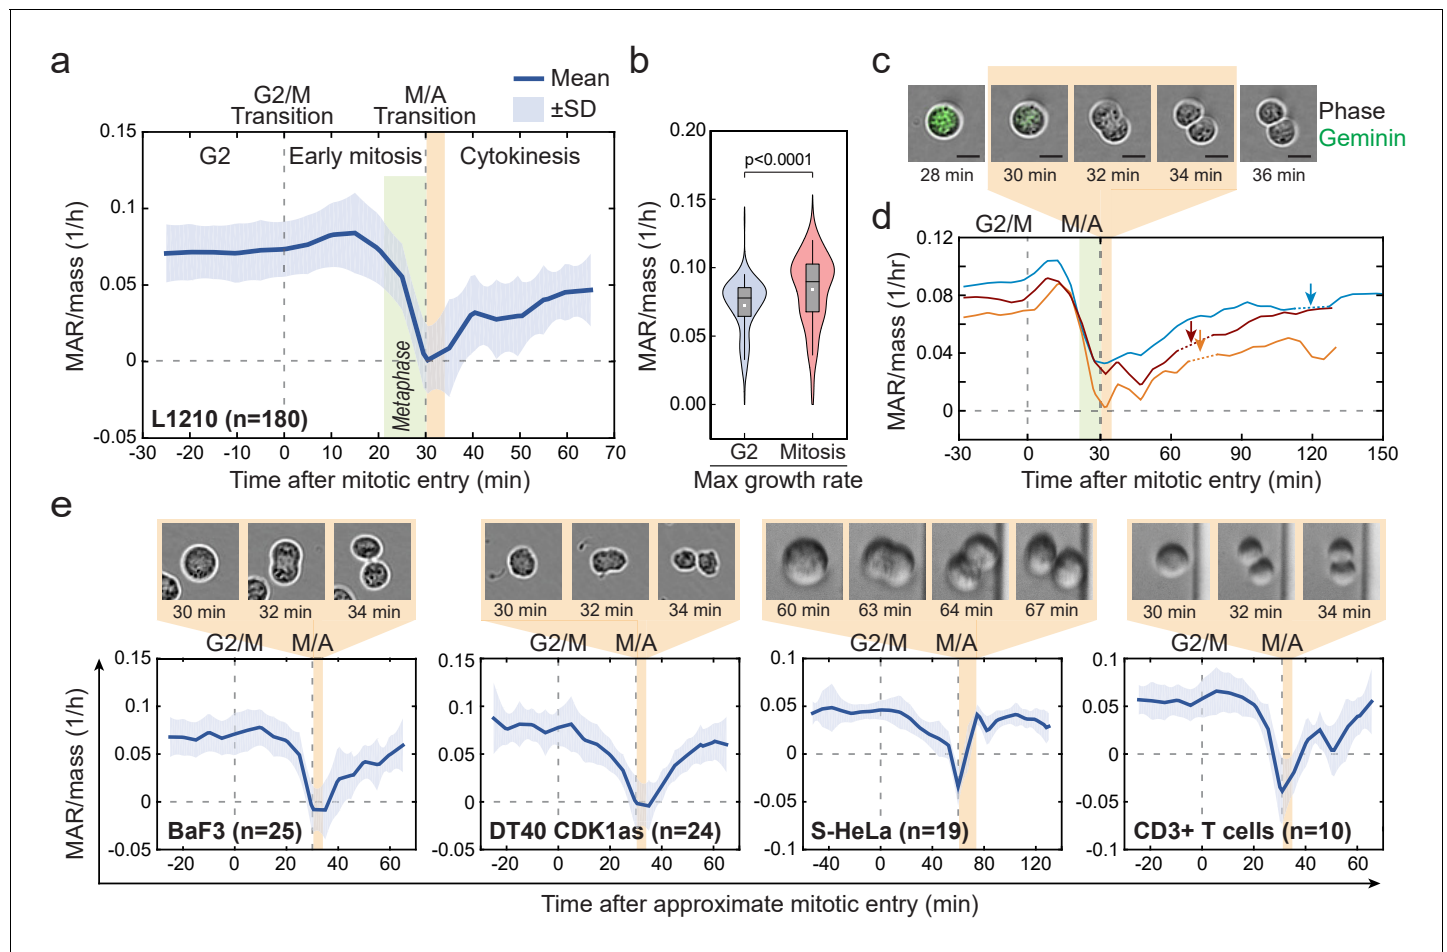 a
Mean
±SD
G2/M
Transition
M/A
Transition
0.15
0.1
0.05
0
-0.05
G2
Early mitosis
Cytokinesis
Metaphase
L1210 (n=180)
MAR/mass (1/h)
-30 -20 -10 0 10 20 30 40 50 60 70
Time after mitotic entry (min)
b
0.20
0.15
0.10
0.05
0.00
p<0.0001
MAR/mass (1/h)
G2 Mitosis
Max growth rate
c
Phase
Geminin
28 min 30 min 32 min 34 min 36 min
d
G2/M M/A
0.12
0.08
0.04
0
MAR/mass (1/hr)
-30 0 30 60 90 120 150
Time after mitotic entry (min)
e
30 min 32 min 34 min
G2/M M/A
0.15
0.1
0.05
0
-0.05
BaF3 (n=25)
-20 0 20 40 60
30 min 32 min 34 min
G2/M M/A
0.15
0.1
0.05
0
-0.05
DT40 CDK1as (n=24)
-20 0 20 40 60
60 min 63 min 64 min 67 min
G2/M M/A
0.1
0.05
0
-0.05
-0.1
S-HeLa (n=19)
-40 0 40 80 120
30 min 32 min 34 min
G2/M M/A
0.1
0.05
0
-0.05
-0.1
CD3+ T cells (n=10)
-20 0 20 40 60
MAR/mass (1/h)
Time after approximate mitotic entry (min)